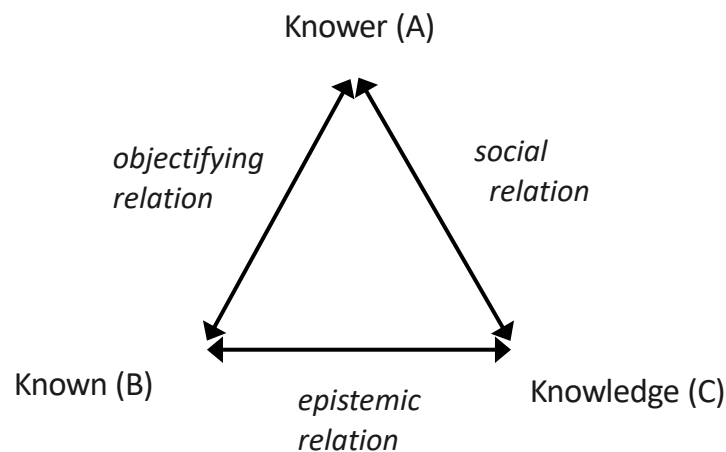 Knower (A)
objectifying
relation
social
relation
Known (B)
Knowledge (C)
epistemic
relation